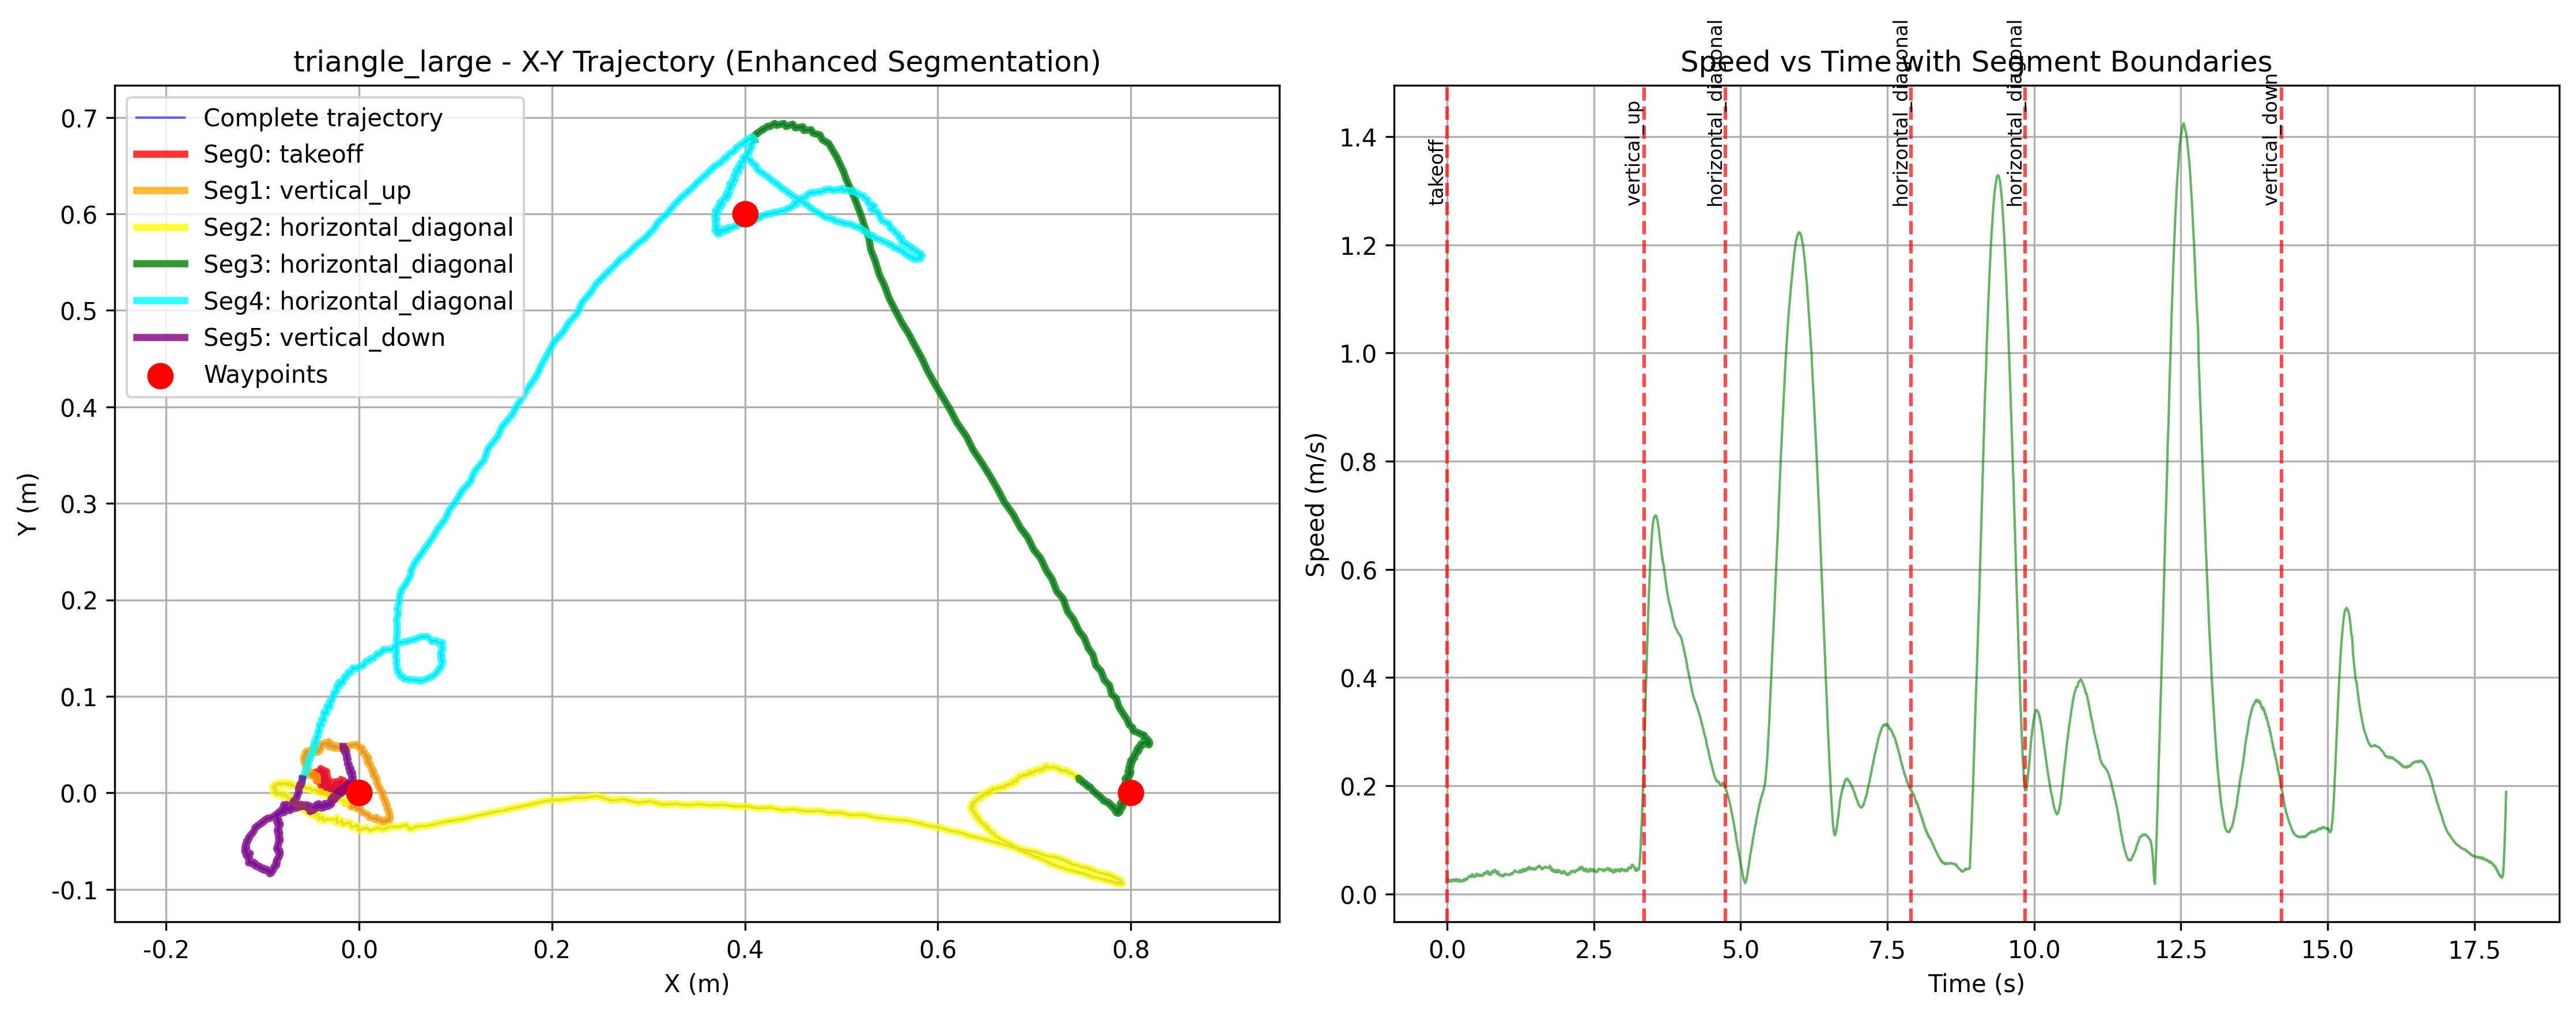 triangle_large - X-Y Trajectory (Enhanced Segmentation)
Complete trajectory
Seg0: takeoff
Seg1: vertical_up
Seg2: horizontal_diagonal
Seg3: horizontal_diagonal
Seg4: horizontal_diagonal
Seg5: vertical_down
Waypoints
Y (m)
0.7
0.6
0.5
0.4
0.3
0.2
0.1
0.0
-0.1
-0.2
0.0
0.2
0.4
0.6
0.8
X (m)
Speed vs Time with Segment Boundaries
takeoff
vertical_up
horizontal_diagonal
horizontal_diagonal
horizontal_diagonal
vertical_down
Speed (m/s)
1.4
1.2
1.0
0.8
0.6
0.4
0.2
0.0
0.0
2.5
5.0
7.5
10.0
12.5
15.0
17.5
Time (s)